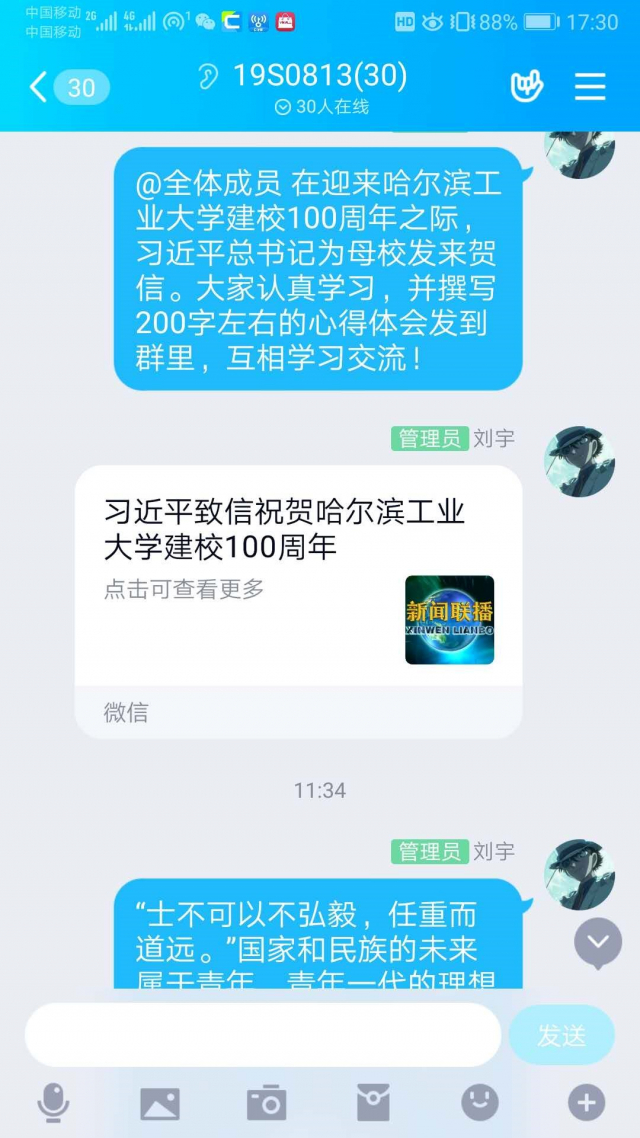 中国移动 2G 4G 1 HD 88% 17:30
中国移动
30 19S0813(30)
30人在线
@全体成员 在迎来哈尔滨工
业大学建校100周年之际，
习近平总书记为母校发来贺
信。大家认真学习，并撰写
200字左右的心得体会发到
群里，互相学习交流！
管理员 刘宇
习近平致信祝贺哈尔滨工业
大学建校100周年
点击可查看更多
新闻联播
XINWEN LIANBO
微信
11:34
管理员 刘宇
“士不可以不弘毅，任重而
道远。”国家和民族的未来
属于青年，青年一代的理想
发送